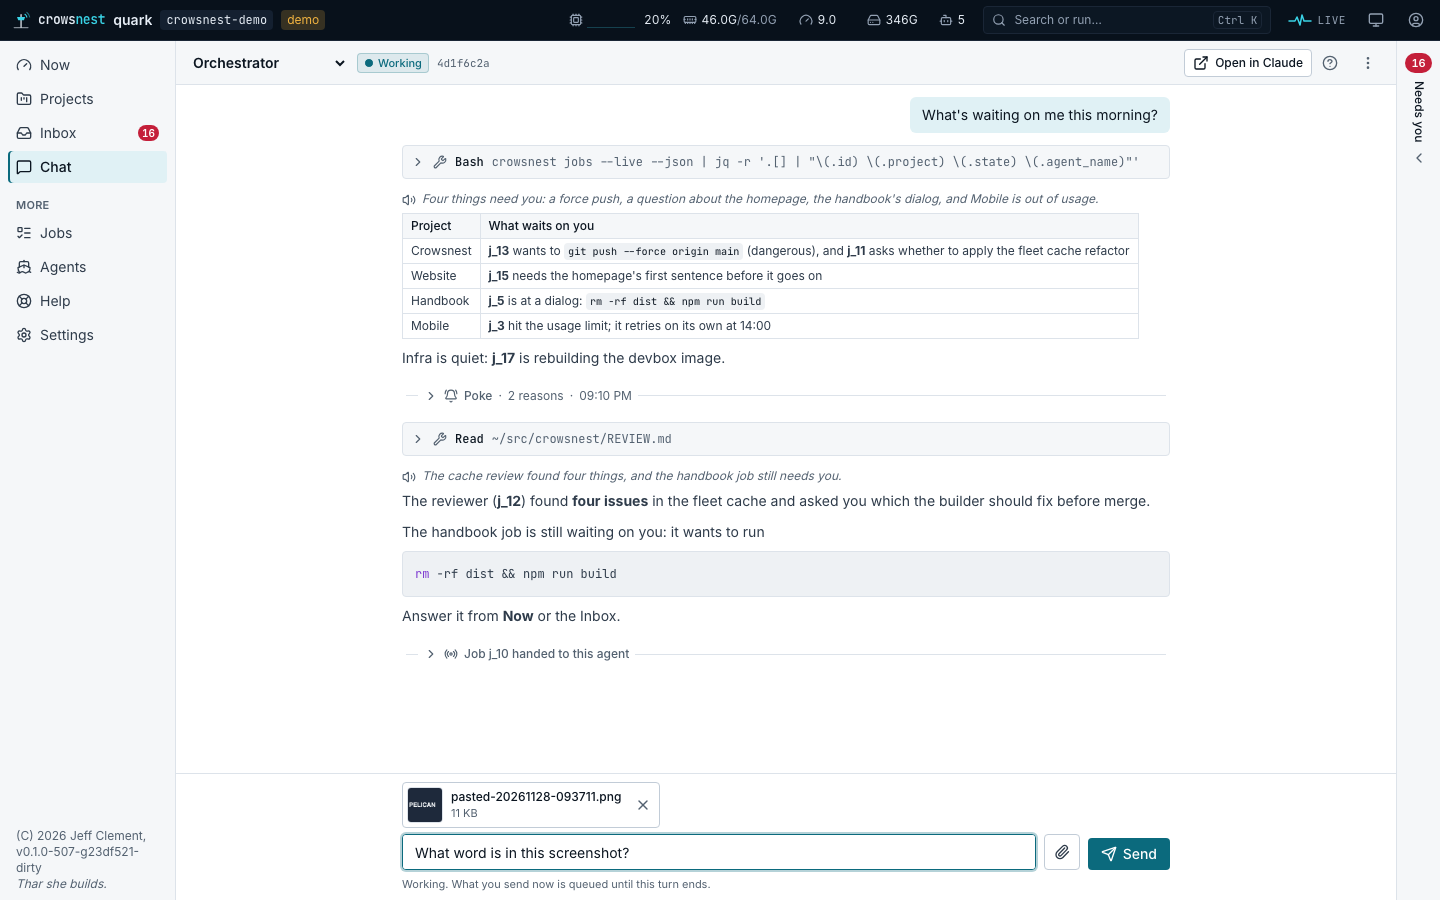 crowsnest quark crowsnest-demo demo 20% 46.0G/64.0G 9.0 346G 5 Search or run... Ctrl K LIVE
Now
Projects
Inbox 16
Chat
MORE
Jobs
Agents
Help
Settings
(C) 2026 Jeff Clement,
v0.1.0-507-g23df521-
dirty
Thar she builds.
Orchestrator Working 4d1f6c2a Open in Claude
What's waiting on me this morning?
Bash crowsnest jobs --live --json | jq -r '.[] | "\(.id) \(.project) \(.state) \(.agent_name)"'
Four things need you: a force push, a question about the homepage, the handbook's dialog, and Mobile is out of usage.
Project What waits on you
Crowsnest j_13 wants to git push --force origin main (dangerous), and j_11 asks whether to apply the fleet cache refactor
Website j_15 needs the homepage's first sentence before it goes on
Handbook j_5 is at a dialog: rm -rf dist && npm run build
Mobile j_3 hit the usage limit; it retries on its own at 14:00
Infra is quiet: j_17 is rebuilding the devbox image.
Poke · 2 reasons · 09:10 PM
Read ~/src/crowsnest/REVIEW.md
The cache review found four things, and the handbook job still needs you.
The reviewer (j_12) found four issues in the fleet cache and asked you which the builder should fix before merge.
The handbook job is still waiting on you: it wants to run
rm -rf dist && npm run build
Answer it from Now or the Inbox.
Job j_10 handed to this agent
PELICAN
pasted-20261128-093711.png
11 KB
What word is in this screenshot?
Send
Working. What you send now is queued until this turn ends.
16
Needs you